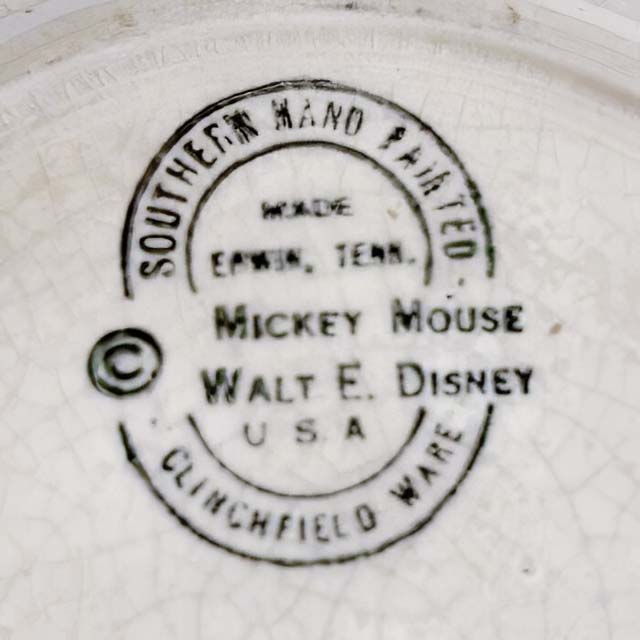 SOUTHERN HAND PAINTED
MADE
ERWIN. TENN.
©
MICKEY MOUSE
WALT E. DISNEY
U S A
CLINCHFIELD WARE